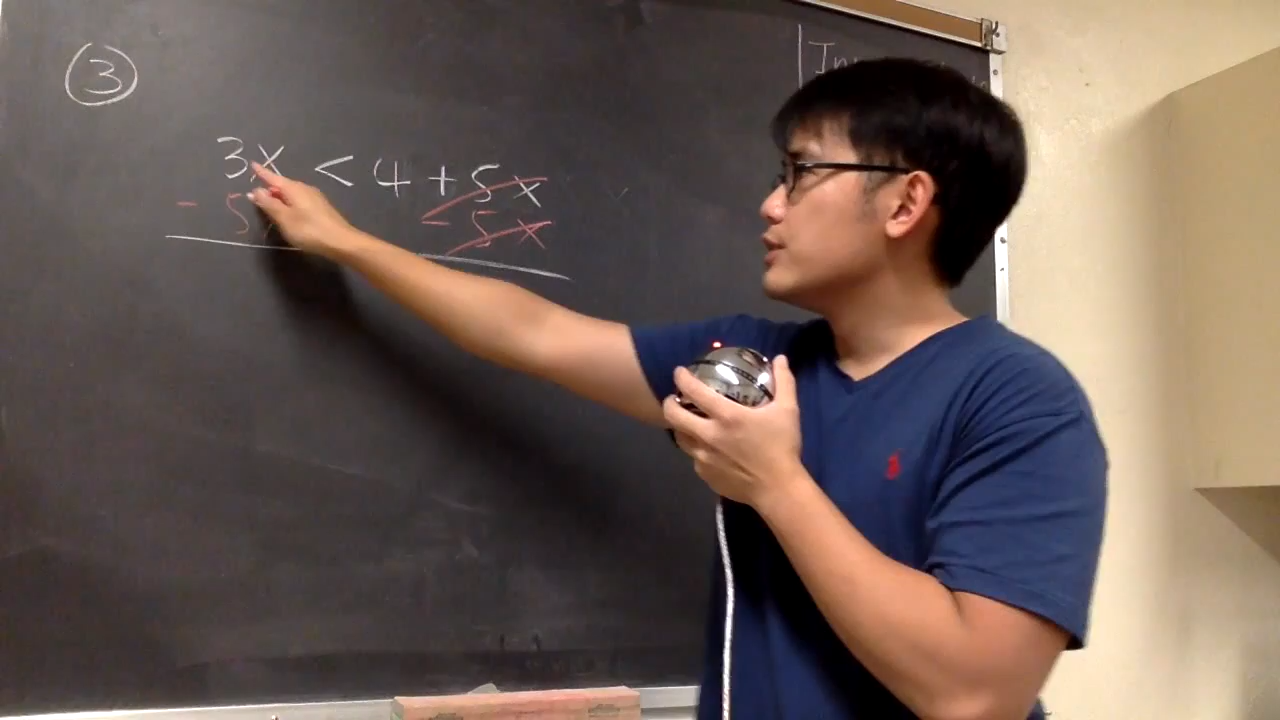 ③
3x < 4 + 5x
- 5x - 5x